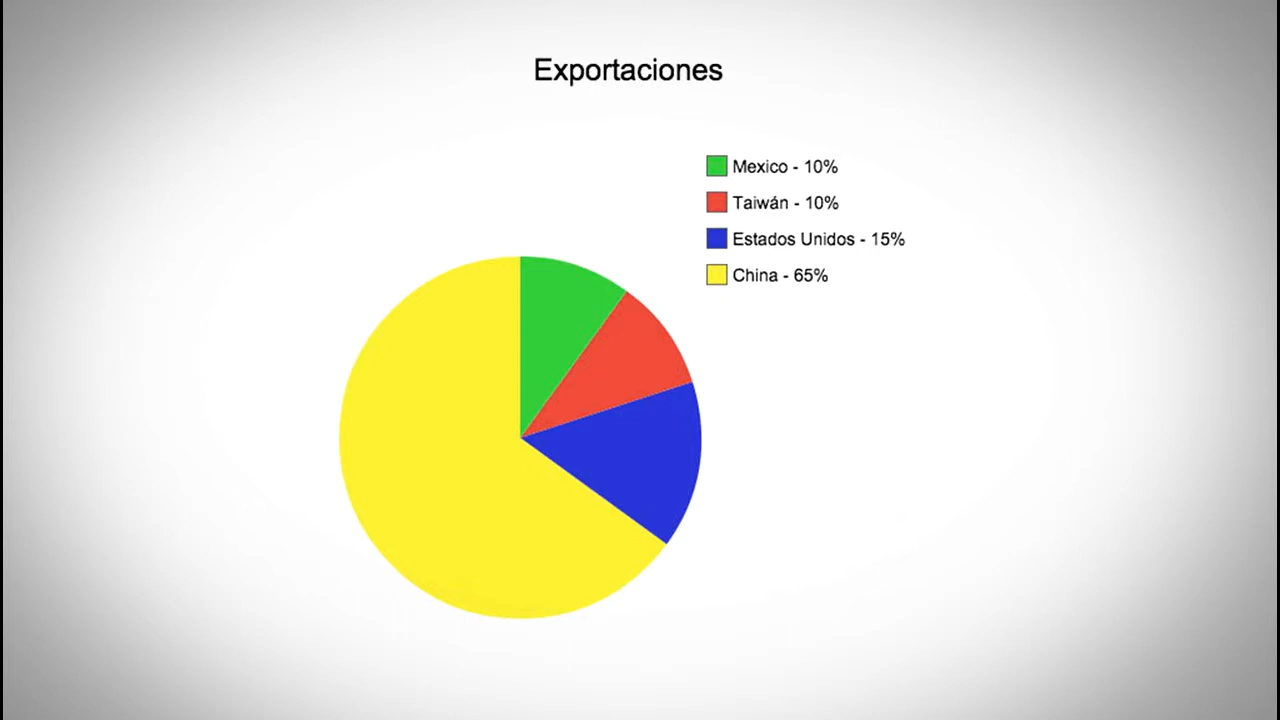 Exportaciones
Mexico - 10%
Taiwán - 10%
Estados Unidos - 15%
China - 65%